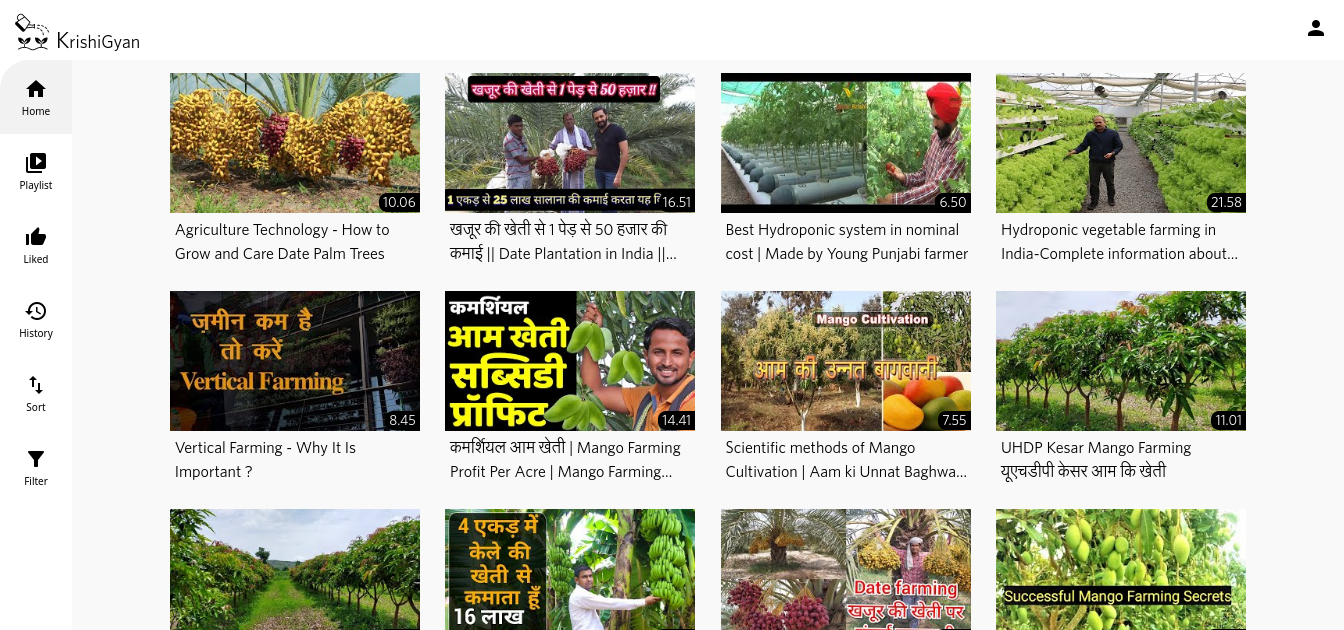 KrishiGyan
Home
Playlist
Liked
History
Sort
Filter
खजूर की खेती से 1 पेड़ से 50 हज़ार !!
1 एकड़ से 25 लाख सालाना की कमाई करता यह
10.06
16.51
6.50
21.58
Agriculture Technology - How to
Grow and Care Date Palm Trees
खजूर की खेती से 1 पेड़ से 50 हजार की
कमाई || Date Plantation in India ||...
Best Hydroponic system in nominal
cost | Made by Young Punjabi farmer
Hydroponic vegetable farming in
India-Complete information about...
ज़मीन कम है
तो करें
Vertical Farming
8.45
कमर्शियल
आम खेती
सब्सिडी
प्रॉफिट
14.41
Mango Cultivation
आम की उन्नत बागवानी
7.55
11.01
Vertical Farming - Why It Is
Important ?
कमर्शियल आम खेती | Mango Farming
Profit Per Acre | Mango Farming...
Scientific methods of Mango
Cultivation | Aam ki Unnat Baghwa...
UHDP Kesar Mango Farming
यूएचडीपी केसर आम कि खेती
4 एकड़ में
केले की
खेती से
कमाता हूँ
16 लाख
Date farming
खजूर की खेती पर
Successful Mango Farming Secrets